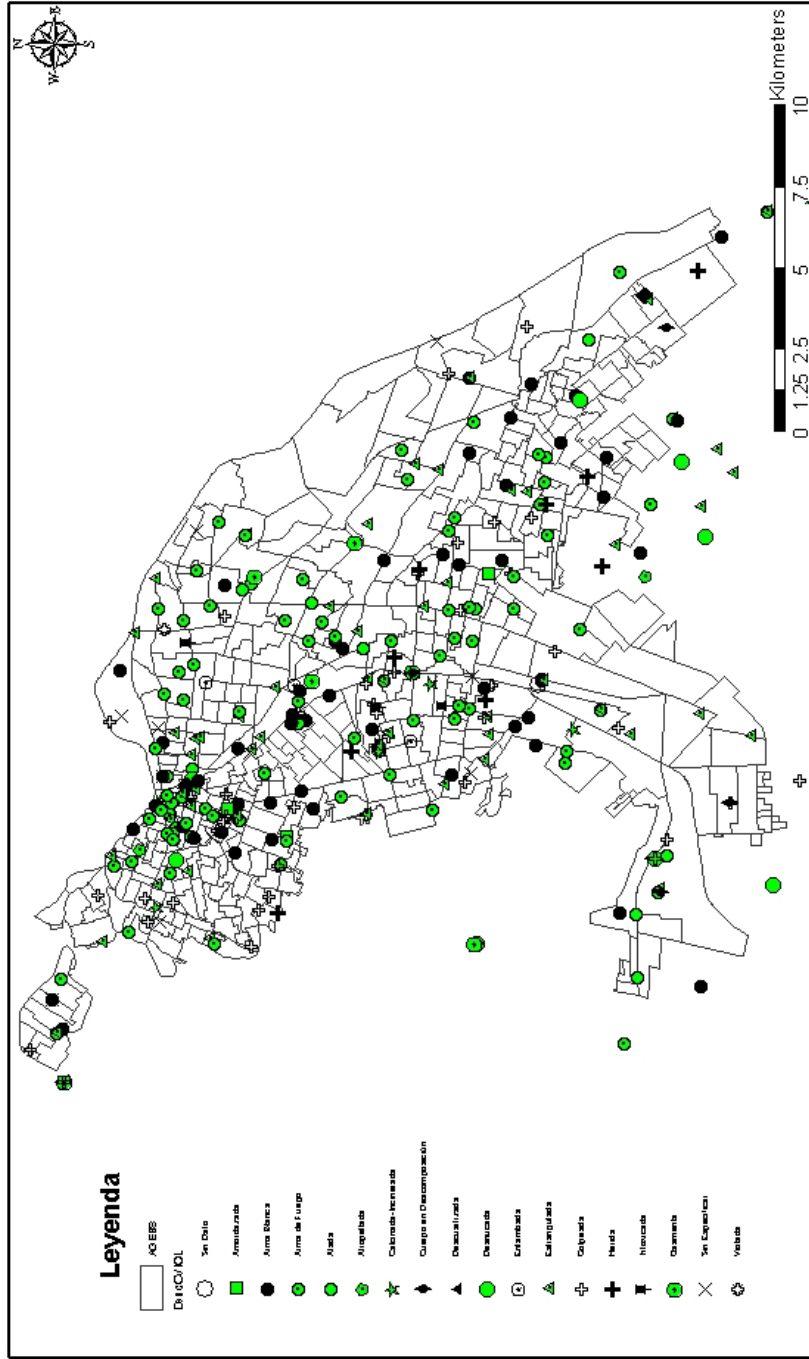 Leyenda
AGEBS
Sin Dato
Amordazada
Arma Blanca
Arma de Fuego
Atada
Atropellada
Calcinada-Incinerada
Cuerpo en Descomposición
Descuartizada
Desnucada
Entambada
Estrangulada
Golpeada
Herida
Intoxicada
Osamenta
Sin Especificar
Violada
N
W
E
S
0 1.25 2.5 5 7.5 10
Kilometers